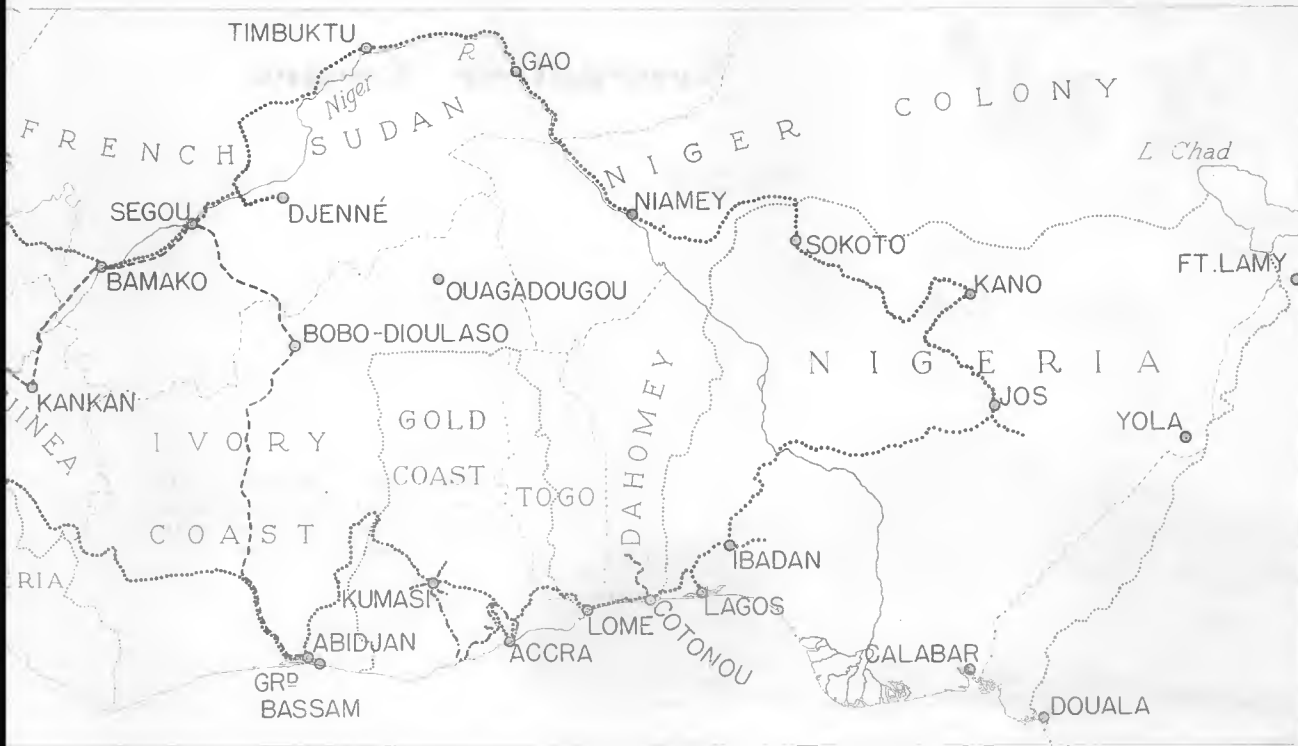 TIMBUKTU
R
GAO
Niger
FRENCH SUDAN
NIGER COLONY
L Chad
SEGOU
DJENNÉ
NIAMEY
SOKOTO
BAMAKO
OUAGADOUGOU
KANO
FT. LAMY
BOBO-DIOULASO
NIGERIA
KANKAN
JOS
UINEA
GOLD
COAST
IVORY
COAST
TOGO
DAHOMEY
YOLA
IBADAN
RIA
KUMASI
LAGOS
LOME
COTONOU
ABIDJAN
ACCRA
CALABAR
GRD
BASSAM
DOUALA